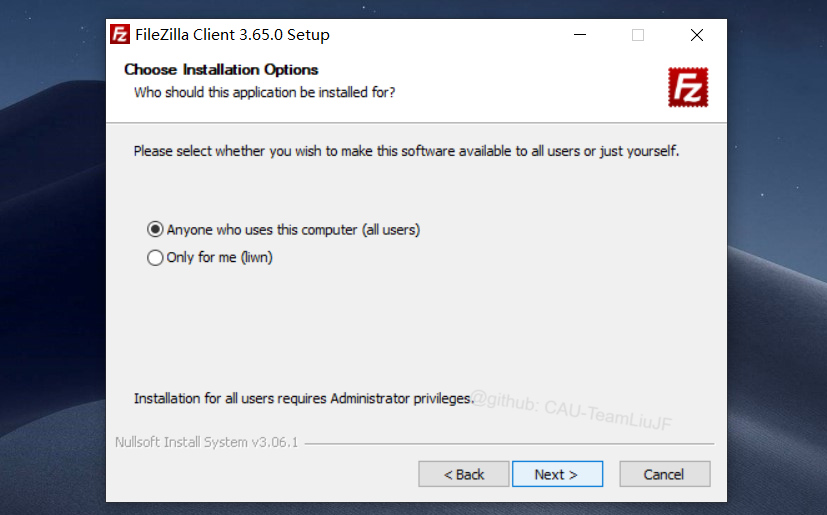 FileZilla Client 3.65.0 Setup
Choose Installation Options
Who should this application be installed for?
Please select whether you wish to make this software available to all users or just yourself.
Anyone who uses this computer (all users)
Only for me (liwn)
Installation for all users requires Administrator privileges.
@github: CAU-TeamLiuJF
Nullsoft Install System v3.06.1
< Back
Next >
Cancel